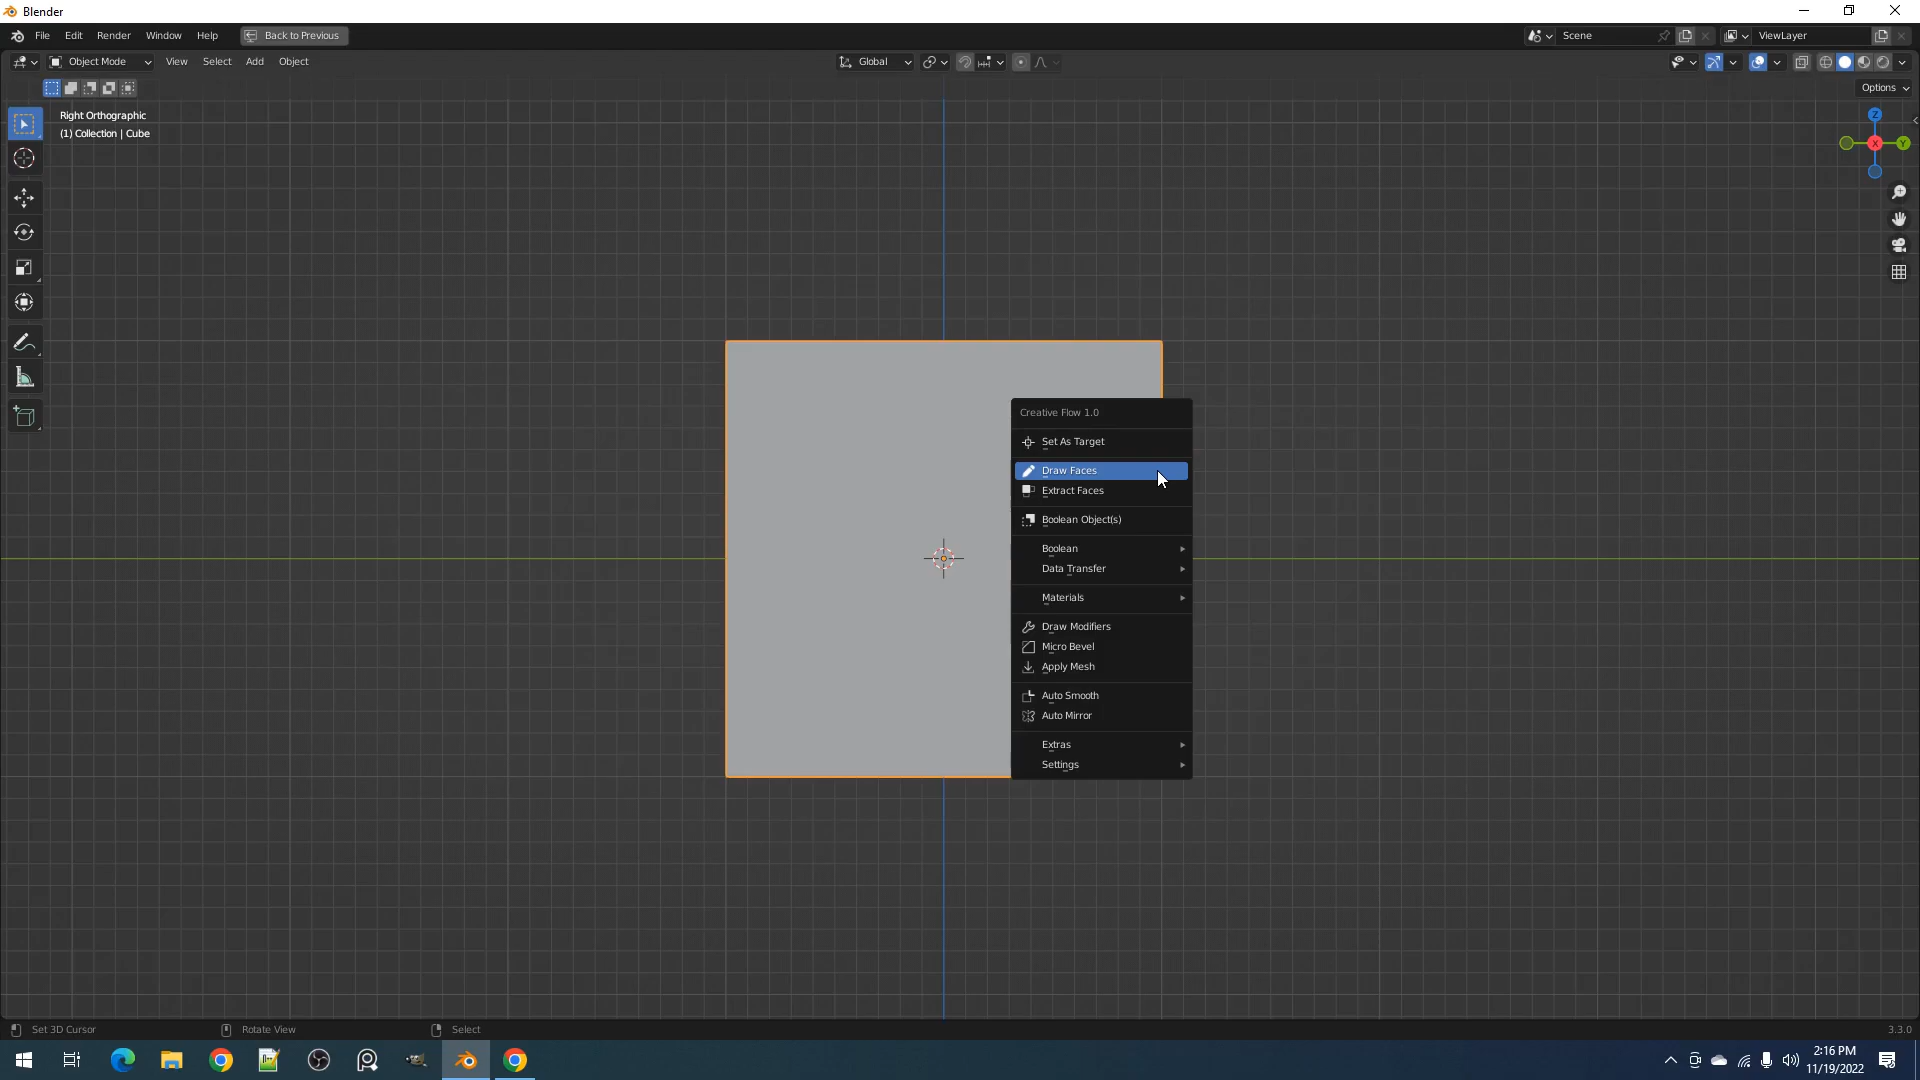 Blender
File Edit Render Window Help Back to Previous Scene ViewLayer
Object Mode View Select Add Object Global
Options
Right Orthographic
(1) Collection | Cube
Z
X
Y
Creative Flow 1.0
Set As Target
Draw Faces
Extract Faces
Boolean Object(s)
Boolean
Data Transfer
Materials
Draw Modifiers
Micro Bevel
Apply Mesh
Auto Smooth
Auto Mirror
Extras
Settings
Set 3D Cursor Rotate View Select 3.3.0
2:16 PM
11/19/2022